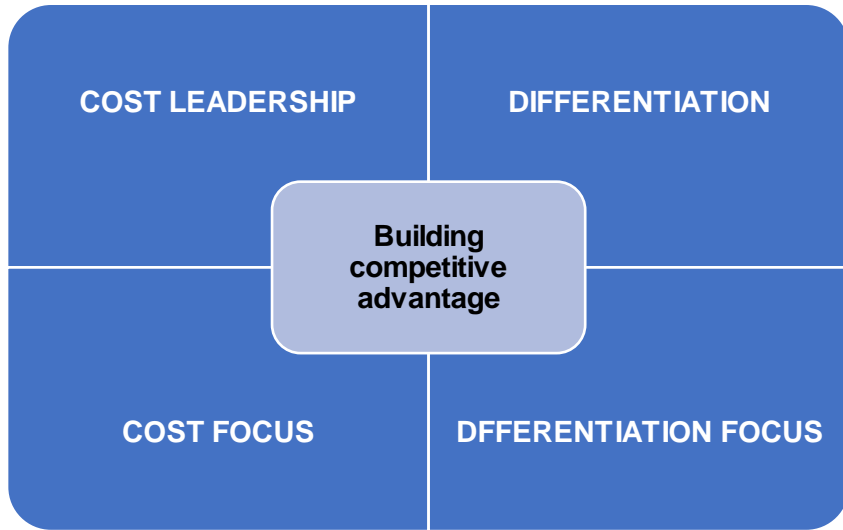 COST LEADERSHIP
DIFFERENTIATION
Building
competitive
advantage
COST FOCUS
DFFERENTIATION FOCUS